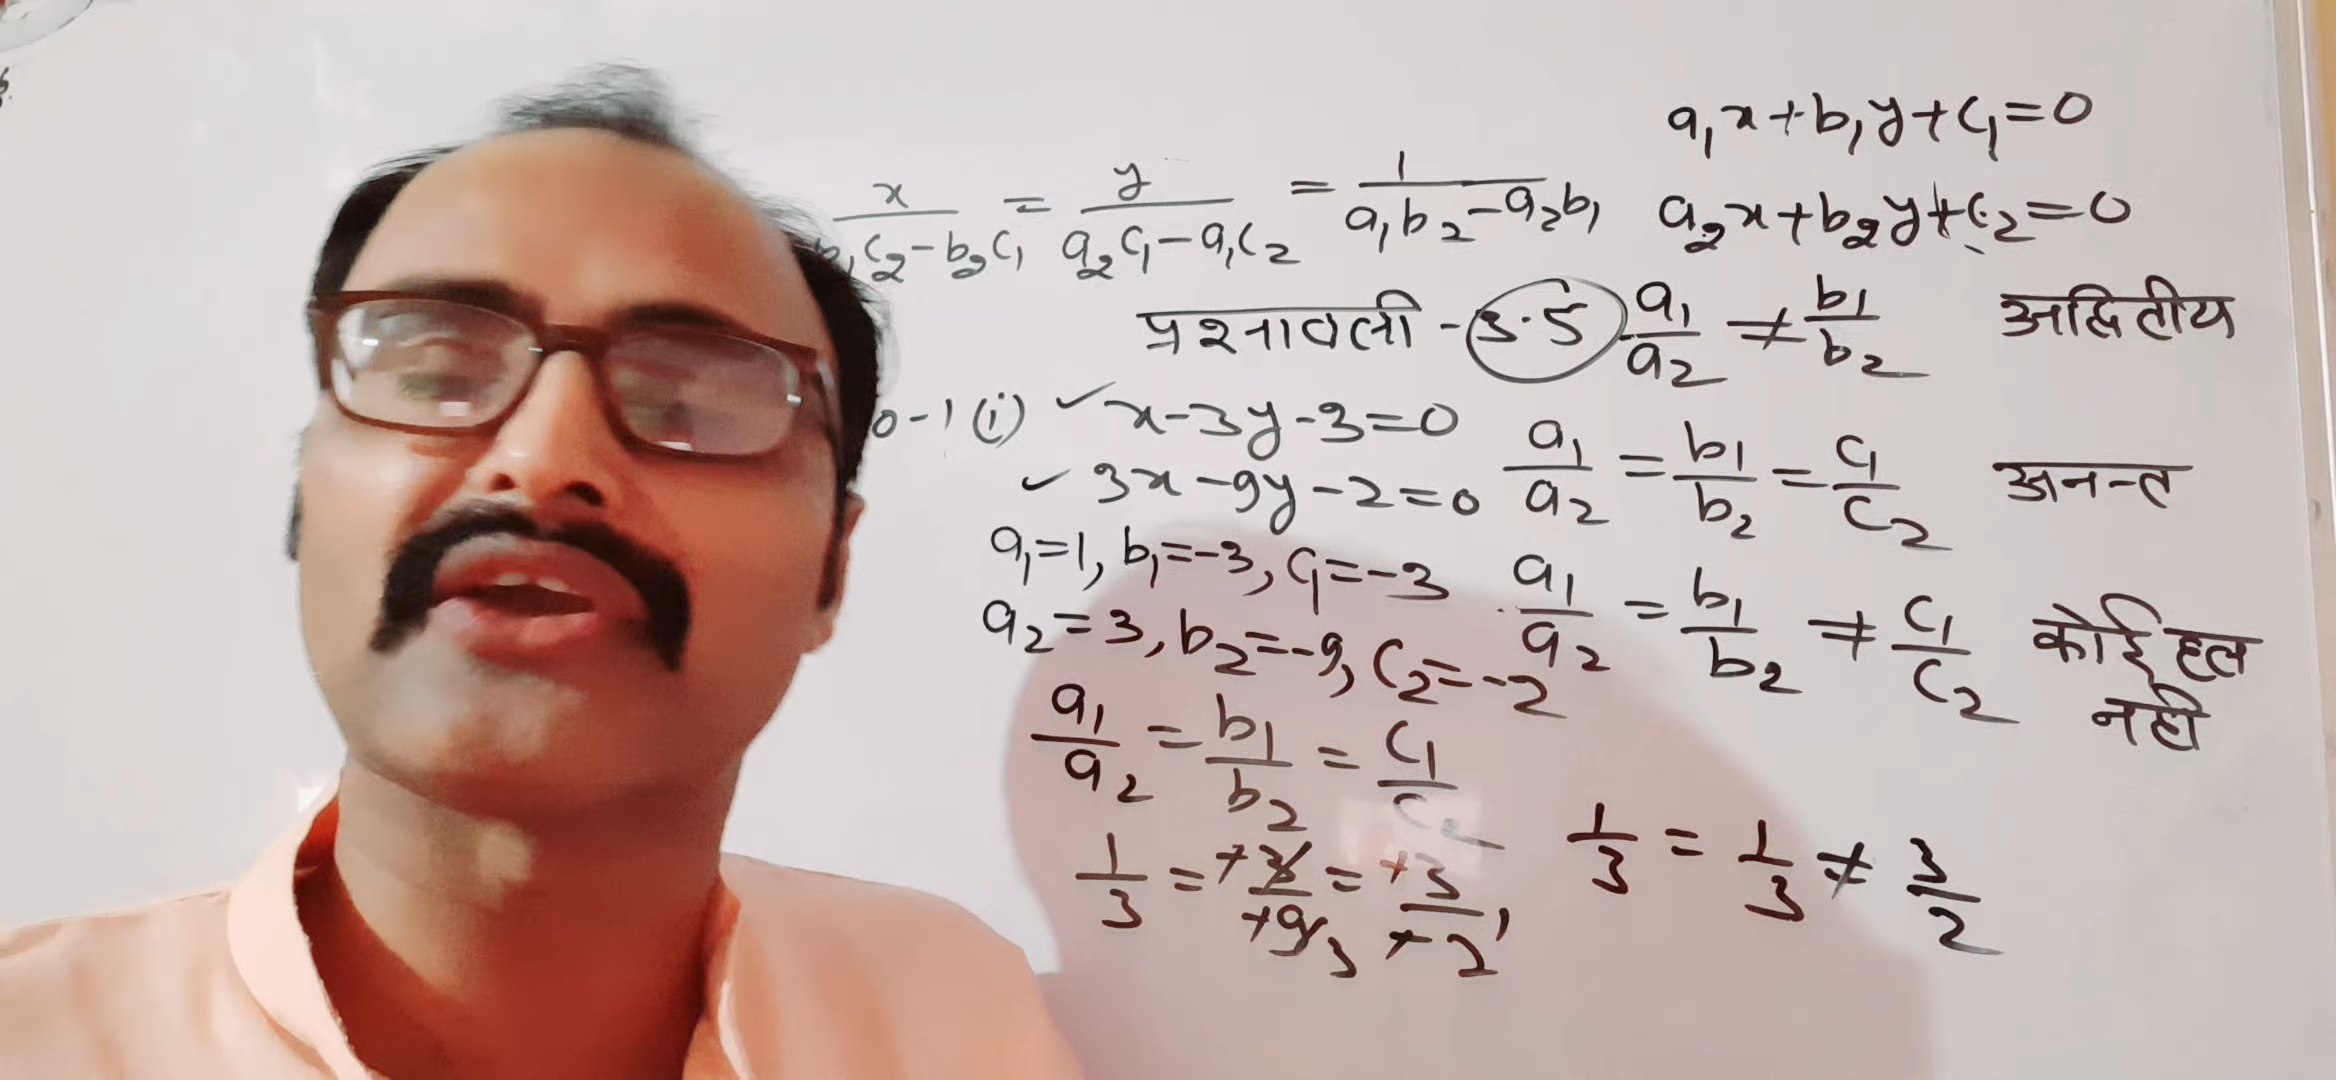 a₁x+b₁y+c₁=0
x/(b₁c₂-b₂c₁) = y/(a₂c₁-a₁c₂) = 1/(a₁b₂-a₂b₁)
a₂x+b₂y+c₂=0
प्रश्नावली - 3.5
a₁/a₂ ≠ b₁/b₂ अद्वितीय
0-1 (i) ✓ x-3y-3=0
a₁/a₂ = b₁/b₂ = c₁/c₂ अनन्त
✓ 3x-9y-2=0
a₁=1, b₁=-3, c₁=-3
a₁/a₂ = b₁/b₂ ≠ c₁/c₂ कोई हल
नही
a₂=3, b₂=-9, c₂=-2
a₁/a₂ = b₁/b₂ = c₁/c₂
1/3 = +3/+9 3 = +3/+2,
1/3 = 1/3 ≠ 3/2